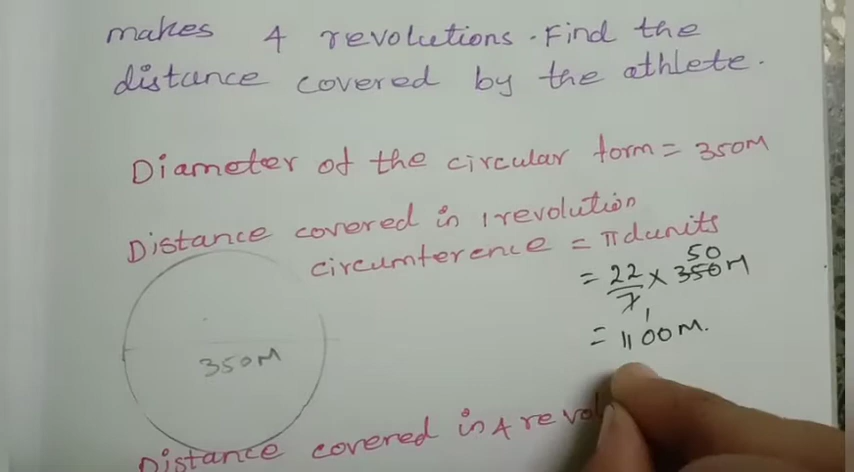 makes 4 revolutions. Find the
distance covered by the athlete.
Diameter of the circular form = 350M
Distance covered in 1 revolution
circumference = πd units
= 22/7 × 350M
50
1
= 1100M.
350M
Distance covered in 4 revol